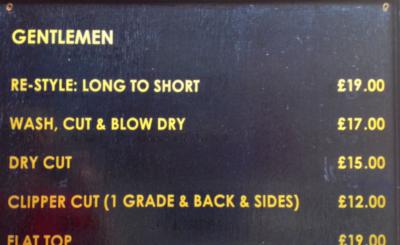 GENTLEMEN
RE-STYLE: LONG TO SHORT £19.00
WASH, CUT & BLOW DRY £17.00
DRY CUT £15.00
CLIPPER CUT (1 GRADE & BACK & SIDES) £12.00
FLAT TOP £19.00